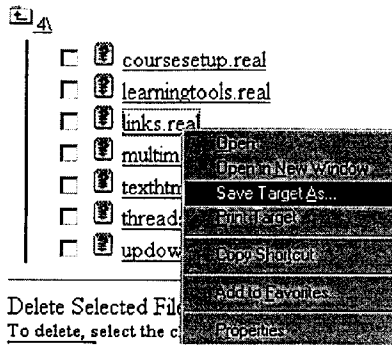 4\
coursesetup.real
learningtools.real
links.real
multim
texthtm
threads
updow
Open
Open in New Window
Save Target As...
Print Target
Copy Shortcut
Add to Favorites
Properties
Delete Selected File
To delete, select the c